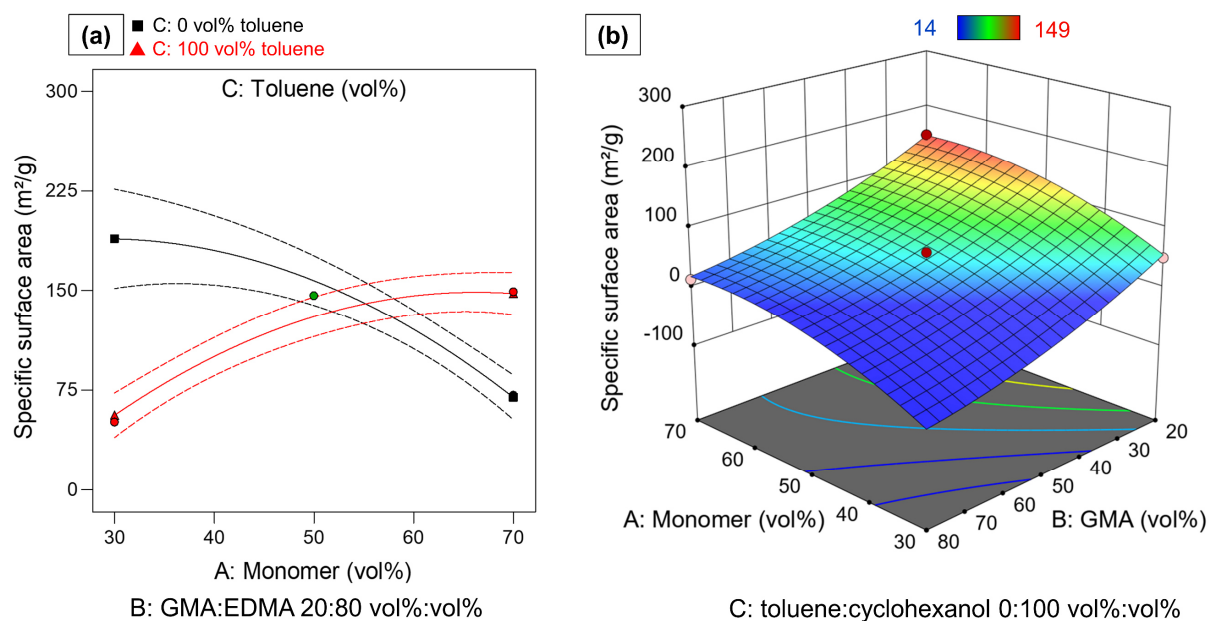 (a)
C: 0 vol% toluene
C: 100 vol% toluene
C: Toluene (vol%)
Specific surface area (m²/g)
300
225
150
75
0
30 40 50 60 70
A: Monomer (vol%)
B: GMA:EDMA 20:80 vol%:vol%
(b)
14 149
Specific surface area (m²/g)
300
200
100
0
-100
70
60
50
40
30
A: Monomer (vol%)
20
30
40
50
60
70
80
B: GMA (vol%)
C: toluene:cyclohexanol 0:100 vol%:vol%